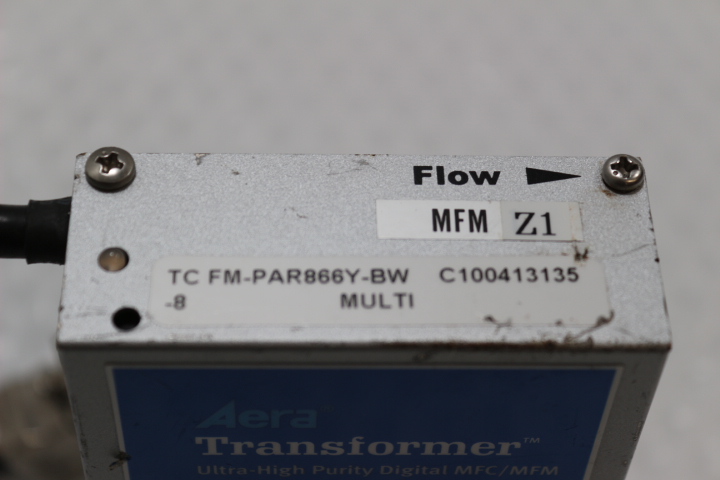 Flow
MFM Z1
TC FM-PAR866Y-BW C100413135
-8 MULTI
Aera
Transformer™
Ultra-High Purity Digital MFC/MFM